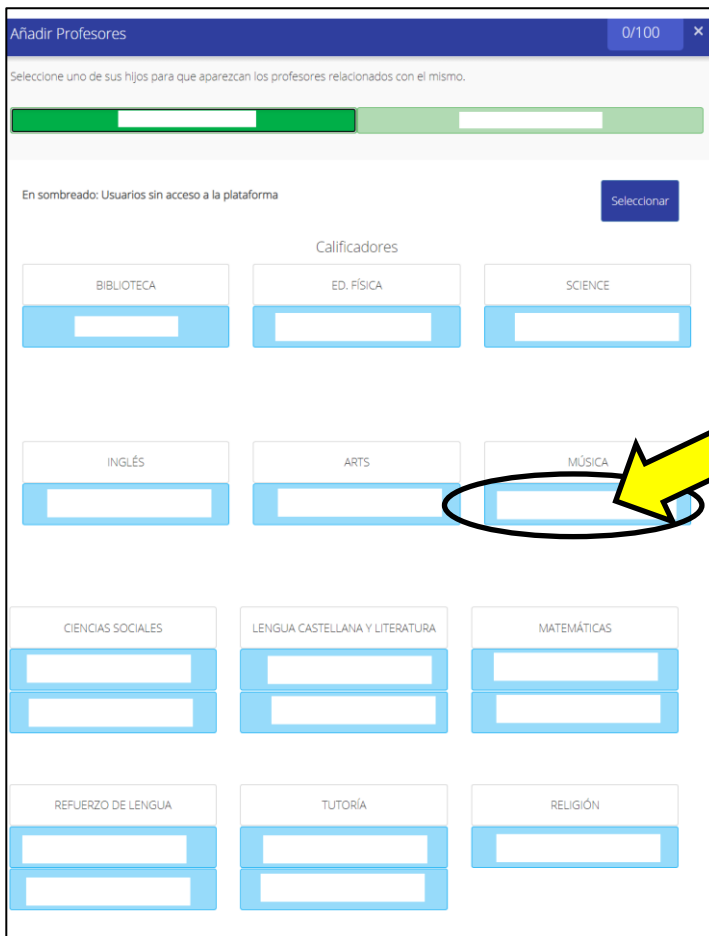 Añadir Profesores 0/100 ×
Seleccione uno de sus hijos para que aparezcan los profesores relacionados con el mismo.
En sombreado: Usuarios sin acceso a la plataforma
Seleccionar
Calificadores
BIBLIOTECA ED. FÍSICA SCIENCE
INGLÉS ARTS MÚSICA
CIENCIAS SOCIALES LENGUA CASTELLANA Y LITERATURA MATEMÁTICAS
REFUERZO DE LENGUA TUTORÍA RELIGIÓN